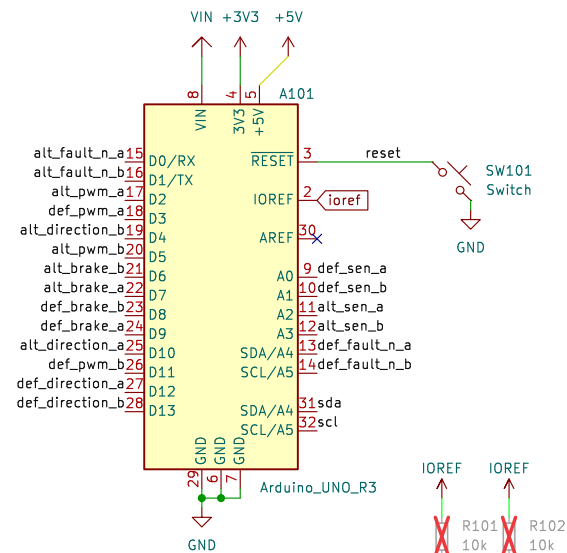 VIN +3V3 +5V
8 4 5 A101
VIN 3V3 +5V
alt_fault_n_a 15 D0/RX RESET 3 reset
alt_fault_n_b 16 D1/TX SW101
alt_pwm_a 17 D2 IOREF 2 ioref Switch
def_pwm_a 18 D3
alt_direction_b 19 D4 AREF 30
alt_pwm_b 20 D5 GND
alt_brake_b 21 D6 A0 9 def_sen_a
alt_brake_a 22 D7 A1 10 def_sen_b
def_brake_b 23 D8 A2 11 alt_sen_a
def_brake_a 24 D9 A3 12 alt_sen_b
alt_direction_a 25 D10 SDA/A4 13 def_fault_n_a
def_pwm_b 26 D11 SCL/A5 14 def_fault_n_b
def_direction_a 27 D12
def_direction_b 28 D13 SDA/A4 31 sda
SCL/A5 32 scl
GND GND GND
29 6 7 Arduino_UNO_R3
GND
IOREF IOREF
R101 R102
10k 10k